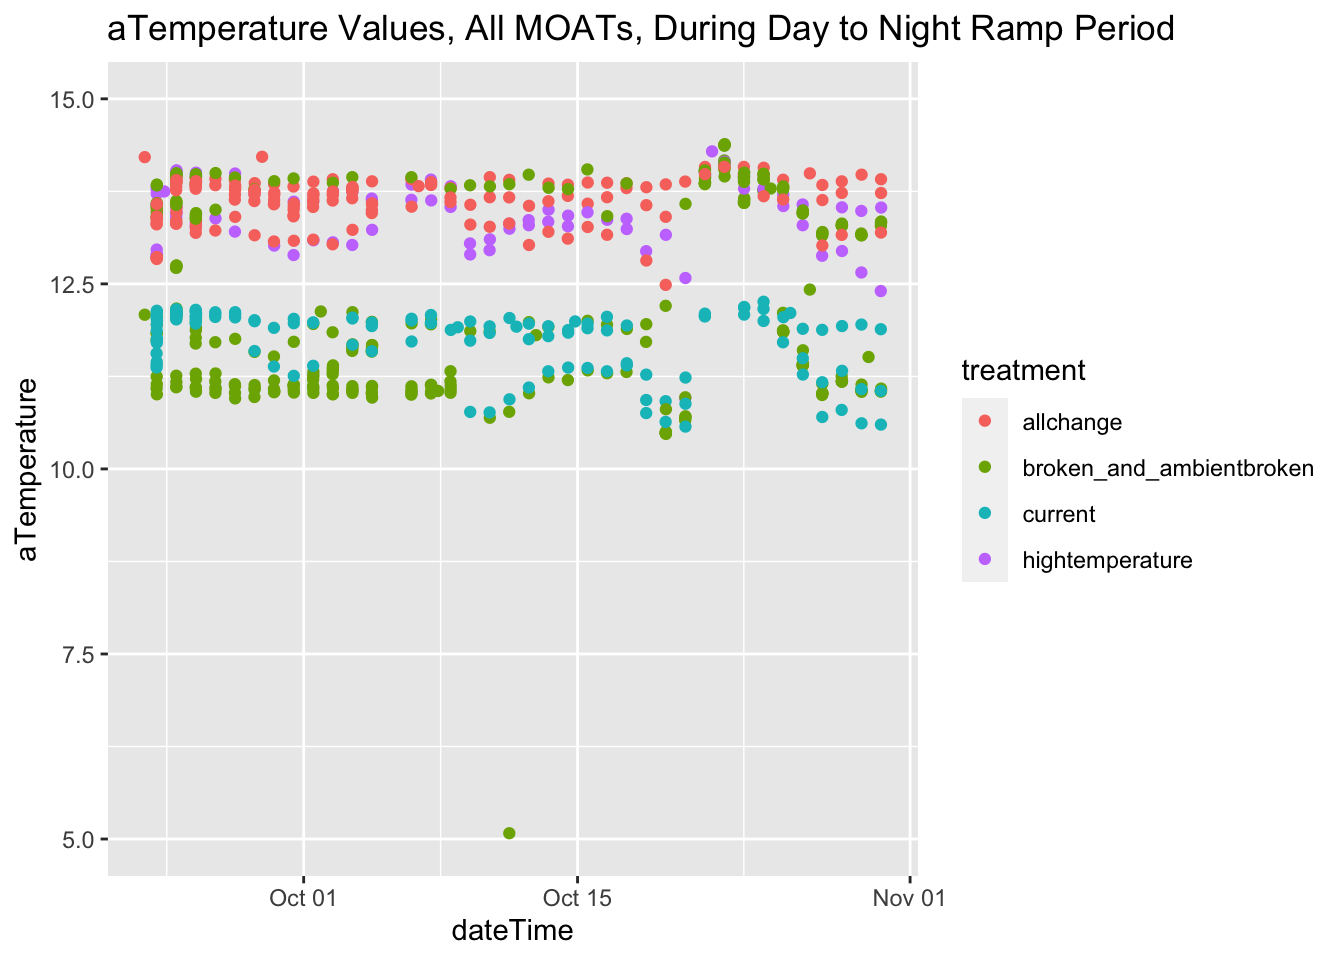 aTemperature Values, All MOATs, During Day to Night Ramp Period
15.0
12.5
10.0
7.5
5.0
aTemperature
Oct 01
Oct 15
Nov 01
dateTime
treatment
allchange
broken_and_ambientbroken
current
hightemperature